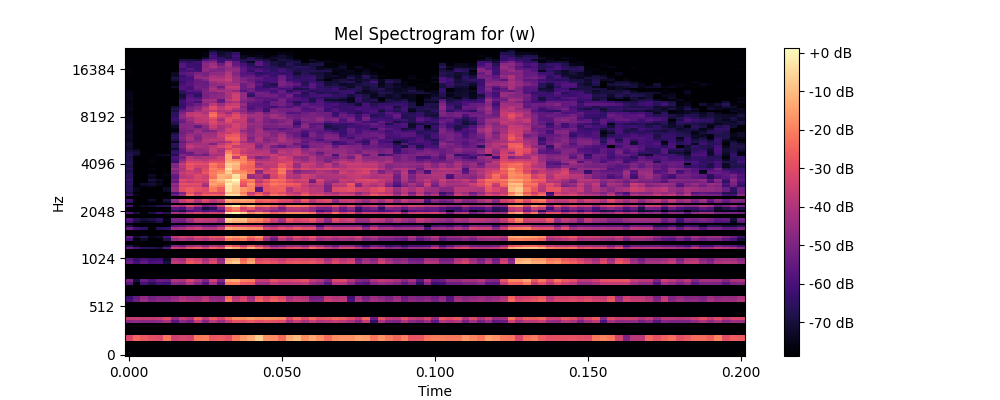 Mel Spectrogram for (w)
Hz
16384
8192
4096
2048
1024
512
0
0.000 0.050 0.100 0.150 0.200
Time
+0 dB
-10 dB
-20 dB
-30 dB
-40 dB
-50 dB
-60 dB
-70 dB